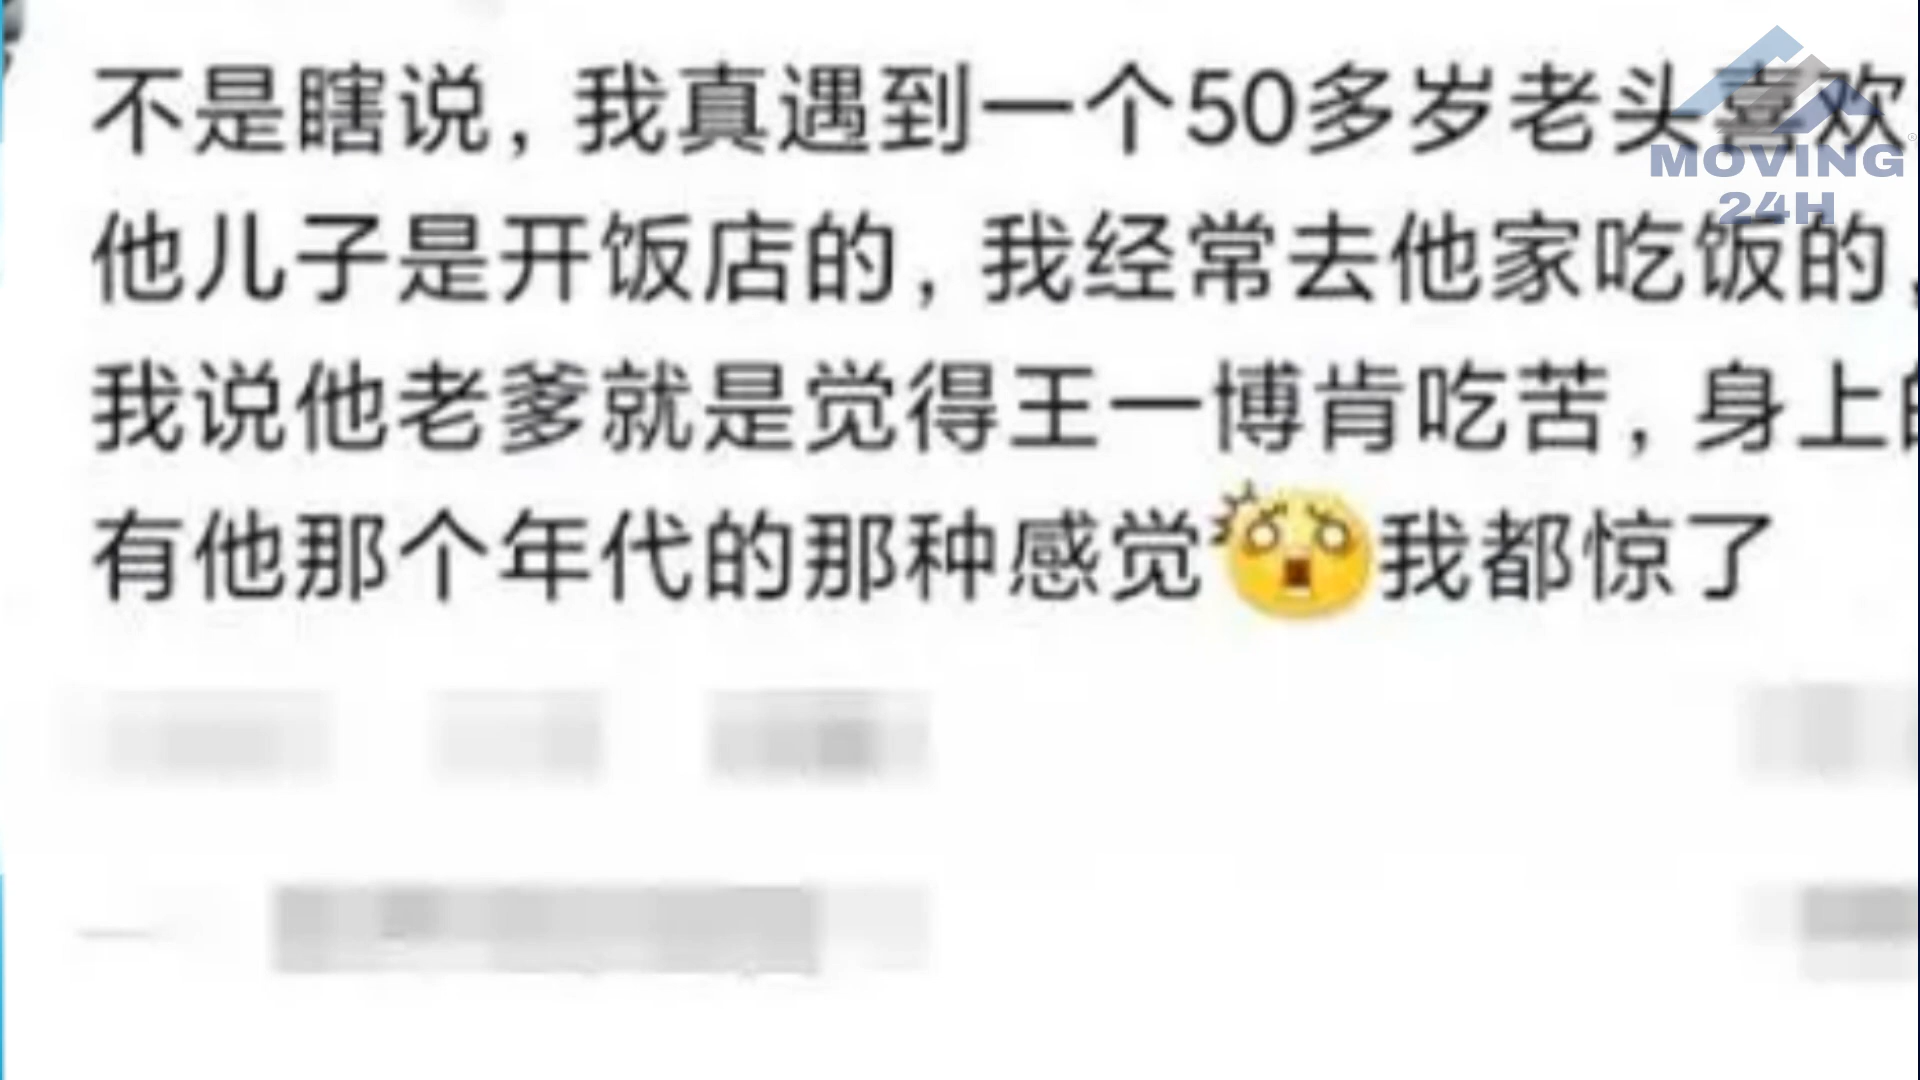 不是瞎说，我真遇到一个50多岁老头喜欢
他儿子是开饭店的，我经常去他家吃饭的，
我说他老爹就是觉得王一博肯吃苦，身上
有他那个年代的那种感觉我都惊了
MOVING
24H